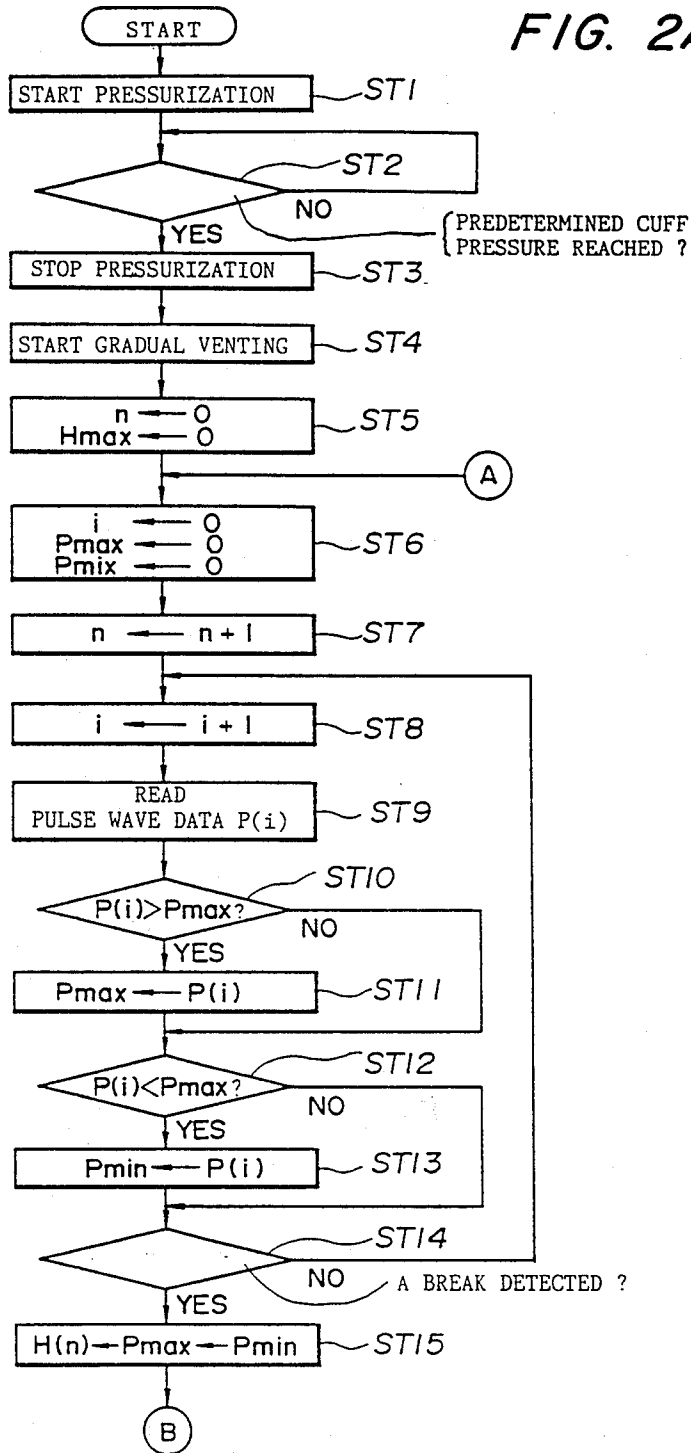 FIG. 2A
START
START PRESSURIZATION
ST1
ST2
NO
YES
PREDETERMINED CUFF
PRESSURE REACHED ?
STOP PRESSURIZATION
ST3
START GRADUAL VENTING
ST4
n ← 0
Hmax ← 0
ST5
A
i ← 0
Pmax ← 0
Pmix ← 0
ST6
n ← n + 1
ST7
i ← i + 1
ST8
READ
PULSE WAVE DATA P(i)
ST9
ST10
P(i)>Pmax?
NO
YES
Pmax ← P(i)
ST11
ST12
P(i)<Pmax?
NO
YES
Pmin ← P(i)
ST13
ST14
NO
A BREAK DETECTED ?
YES
H(n) ← Pmax ← Pmin
ST15
B